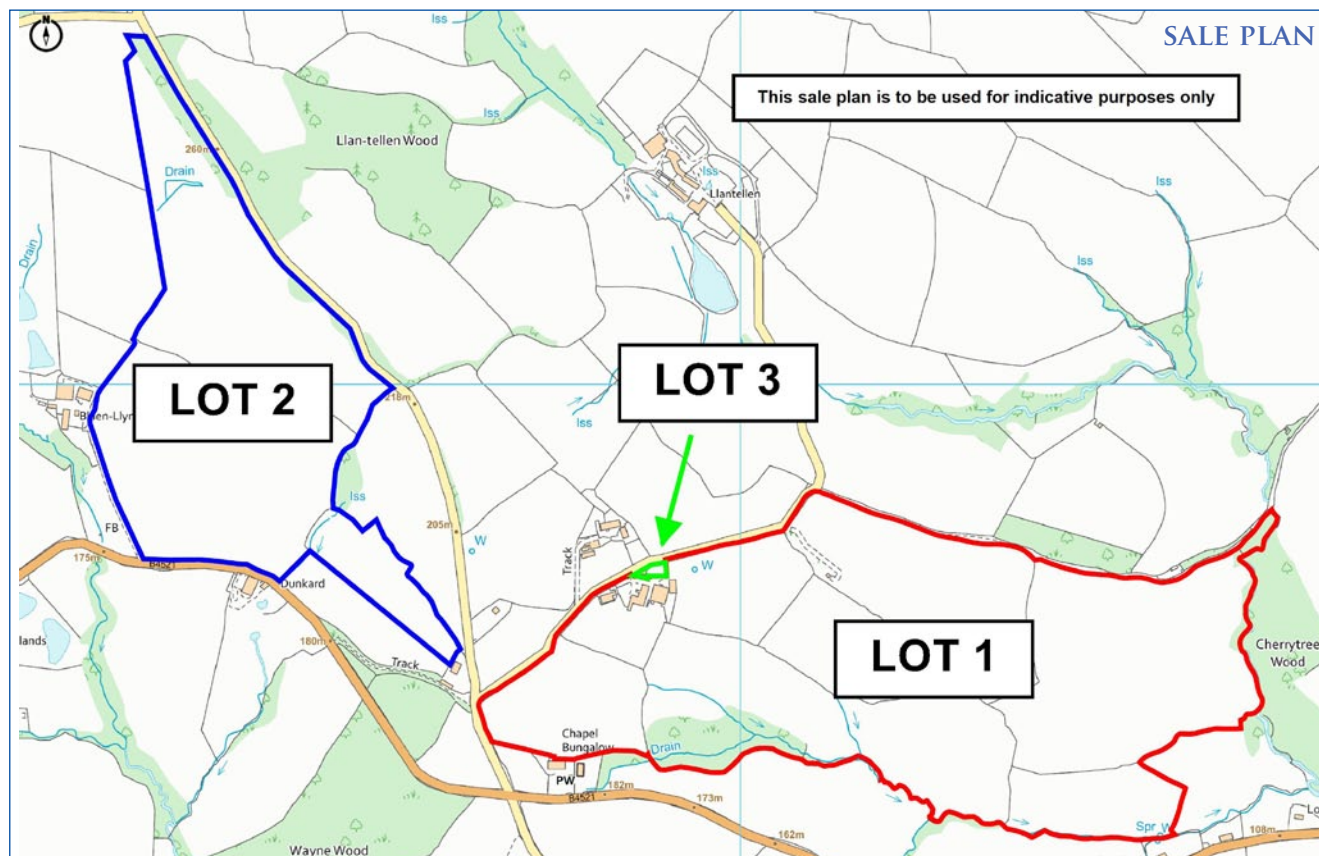 SALE PLAN
N
Iss
This sale plan is to be used for indicative purposes only
Iss
Llan-tellen Wood
260m
Drain
Iss
Llantellen
Iss
Drain
Iss
LOT 3
LOT 2
218m
Iss
Iss
205m
W
FB
175m
B4521
Dunkard
Track
W
180m
Track
LOT 1
Cherrytree
Wood
Chapel
Bungalow
Drain
PW
182m
B4521
173m
162m
Spr
W
108m
Wayne Wood